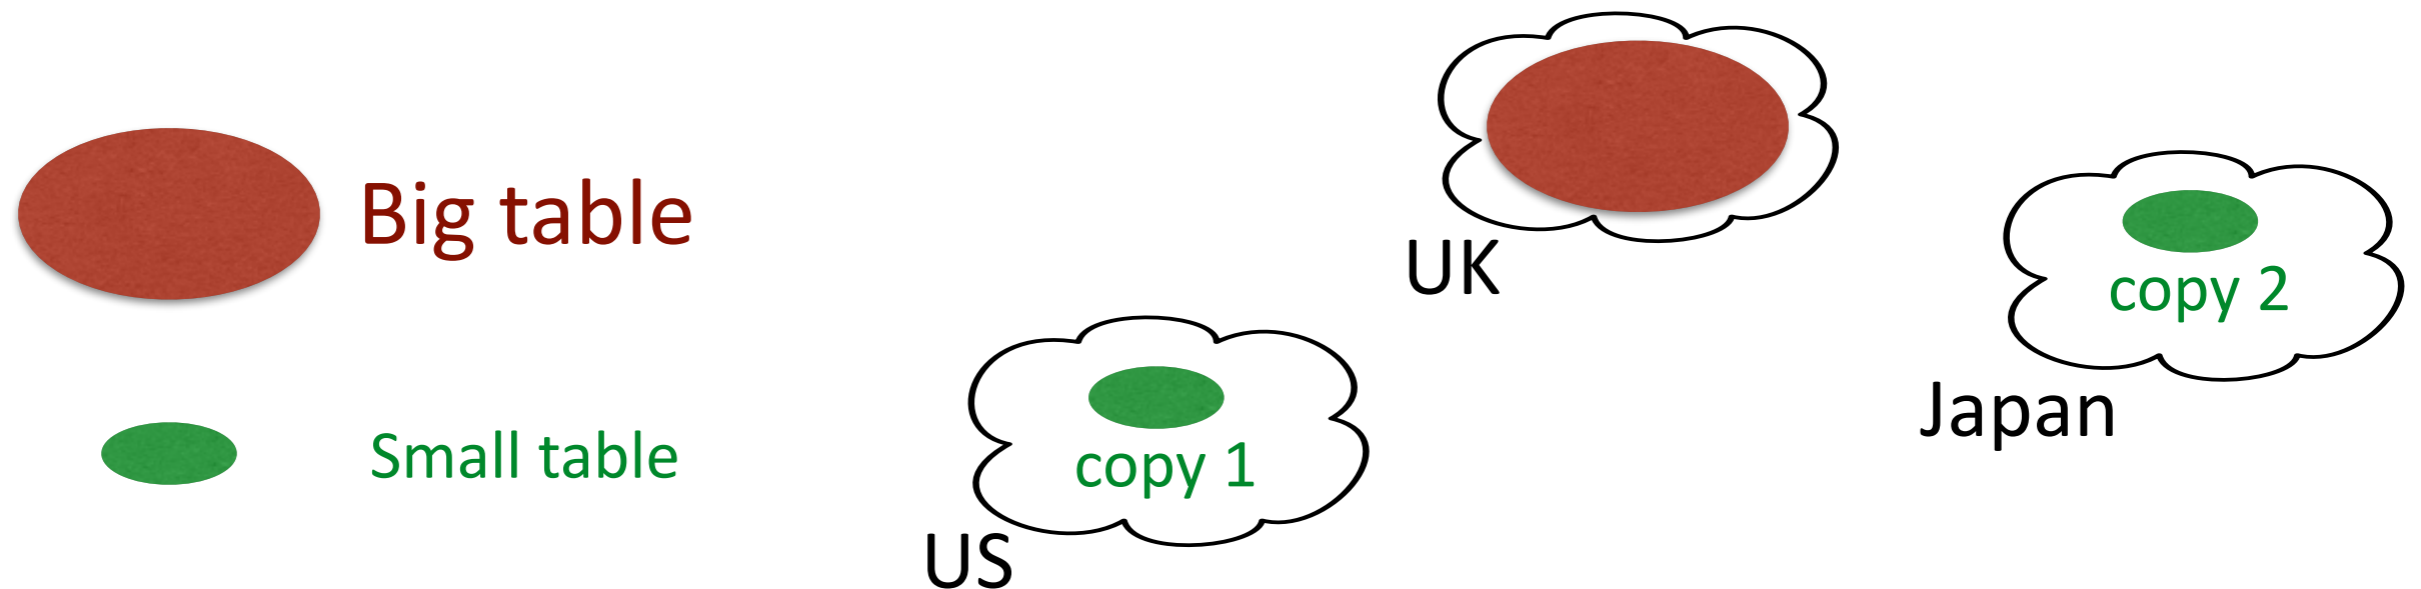 Big table
Small table
copy 1
US
UK
copy 2
Japan